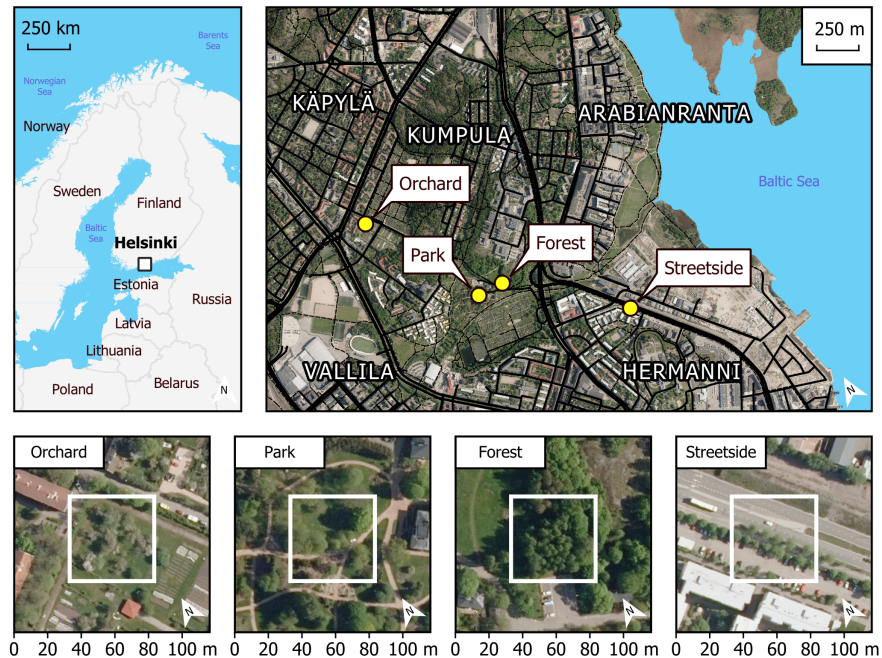 250 km
Barents
Sea
Norwegian
Sea
Norway
Sweden
Finland
Baltic
Sea
Helsinki
Estonia
Russia
Latvia
Lithuania
Poland
Belarus
N
250 m
KÄPYLÄ
KUMPULA
ARABIANRANTA
Baltic Sea
Orchard
Park
Forest
Streetside
VALLILA
HERMANNI
N
Orchard
N
0 20 40 60 80 100 m
Park
N
0 20 40 60 80 100 m
Forest
N
0 20 40 60 80 100 m
Streetside
N
0 20 40 60 80 100 m